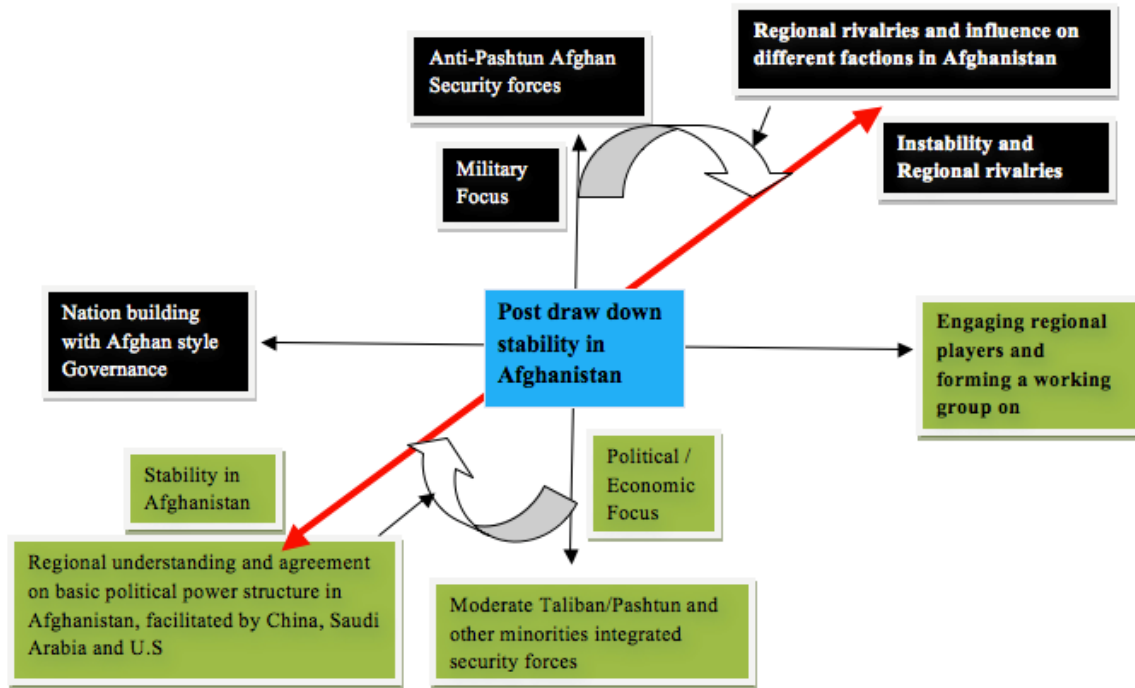 Regional rivalries and influence on
different factions in Afghanistan
Anti-Pashtun Afghan
Security forces
Instability and
Regional rivalries
Military
Focus
Nation building
with Afghan style
Governance
Post draw down
stability in
Afghanistan
Engaging regional
players and
forming a working
group on
Stability in
Afghanistan
Political /
Economic
Focus
Regional understanding and agreement
on basic political power structure in
Afghanistan, facilitated by China, Saudi
Arabia and U.S
Moderate Taliban/Pashtun and
other minorities integrated
security forces